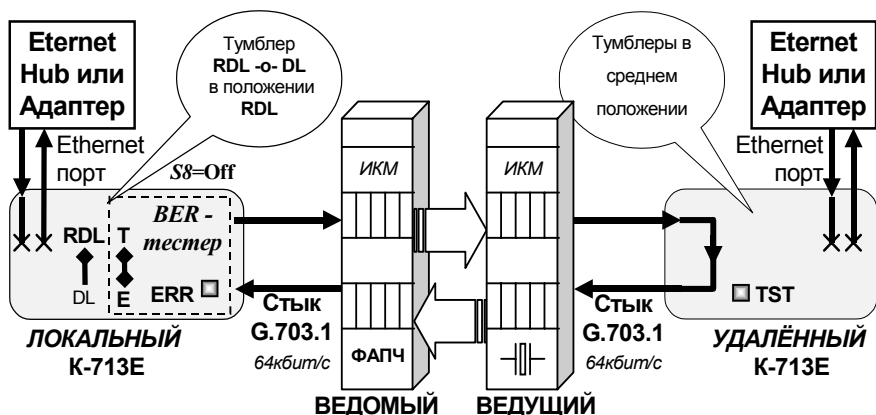 Eternet
Hub или
Адаптер
Ethernet
порт
Тумблер
RDL -о- DL
в положении
RDL
S8=Off
BER -
тестер
RDL
DL
T
E
ERR
ЛОКАЛЬНЫЙ
К-713Е
Стык
G.703.1
64кбит/с
ИКМ
ФАПЧ
ВЕДОМЫЙ
ИКМ
ВЕДУЩИЙ
Стык
G.703.1
64кбит/с
Тумблеры в
среднем
положении
Eternet
Hub или
Адаптер
Ethernet
порт
TST
УДАЛЁННЫЙ
К-713Е